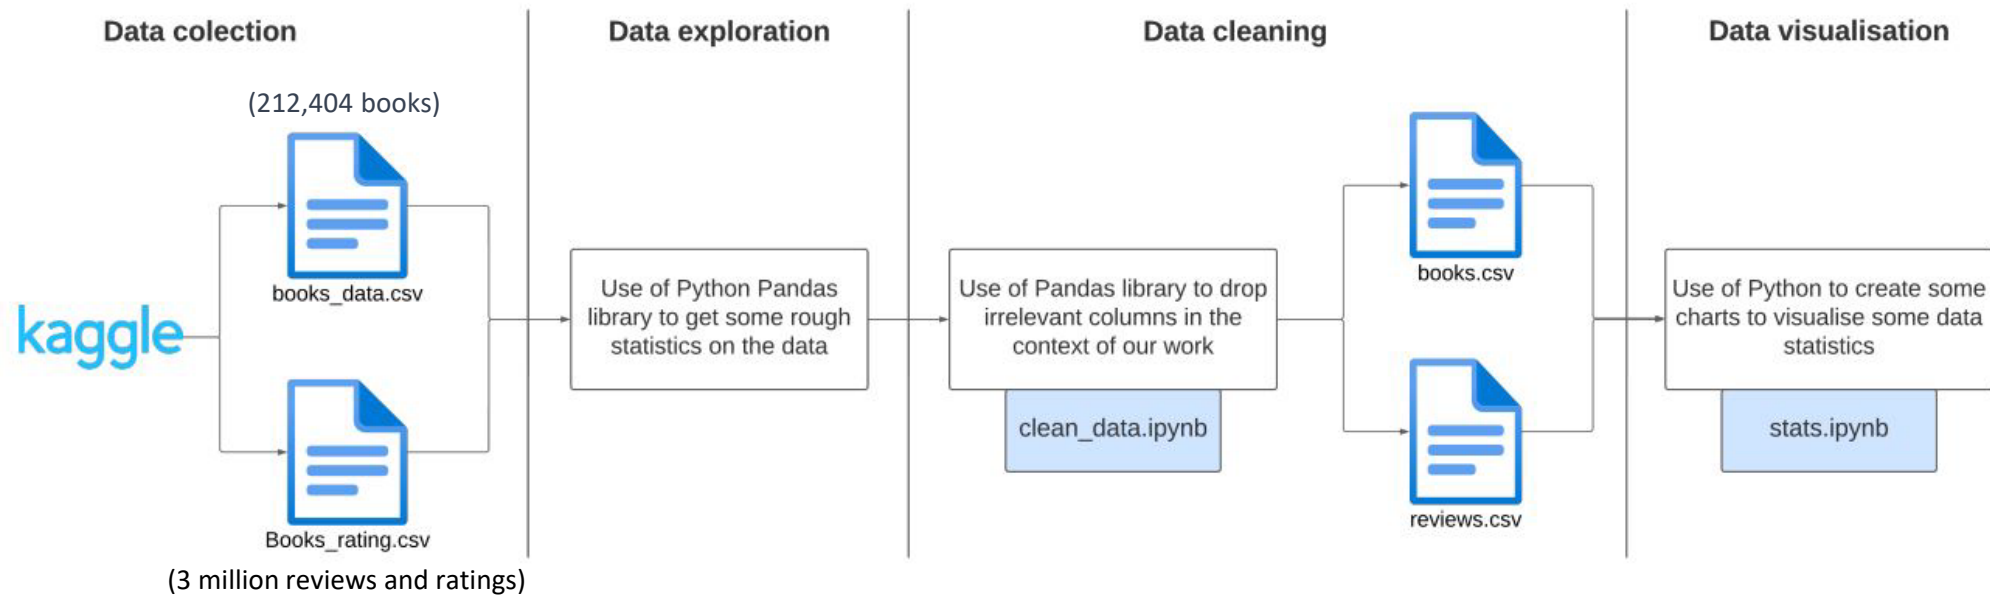 Data colection
Data exploration
Data cleaning
Data visualisation
(212,404 books)
books_data.csv
kaggle
Books_rating.csv
(3 million reviews and ratings)
Use of Python Pandas
library to get some rough
statistics on the data
Use of Pandas library to drop
irrelevant columns in the
context of our work
clean_data.ipynb
books.csv
reviews.csv
Use of Python to create some
charts to visualise some data
statistics
stats.ipynb